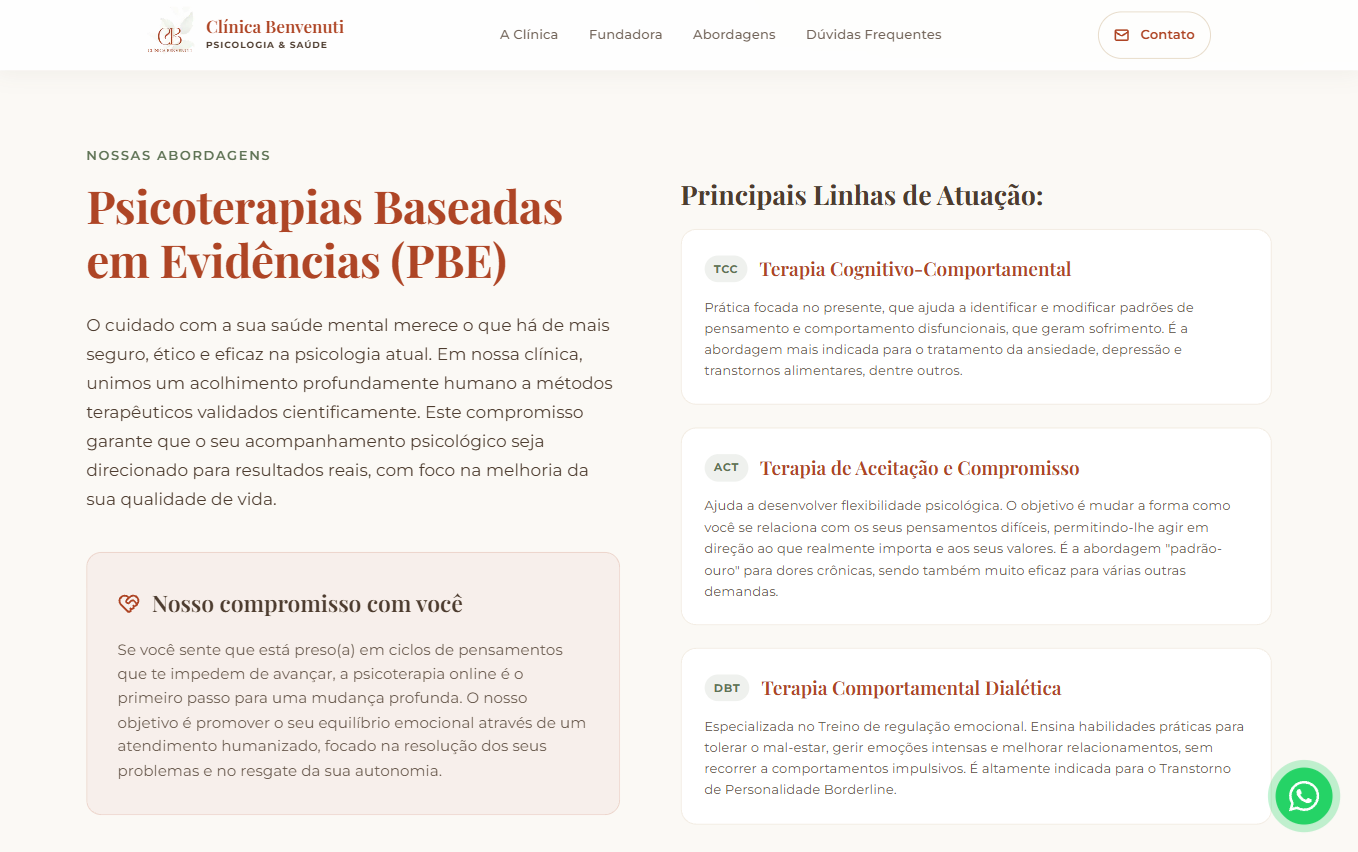 Clínica Benvenuti
PSICOLOGIA & SAÚDE
A Clínica
Fundadora
Abordagens
Dúvidas Frequentes
Contato
NOSSAS ABORDAGENS
Psicoterapias Baseadas
em Evidências (PBE)
O cuidado com a sua saúde mental merece o que há de mais
seguro, ético e eficaz na psicologia atual. Em nossa clínica,
unimos um acolhimento profundamente humano a métodos
terapêuticos validados cientificamente. Este compromisso
garante que o seu acompanhamento psicológico seja
direcionado para resultados reais, com foco na melhoria da
sua qualidade de vida.
Nosso compromisso com você
Se você sente que está preso(a) em ciclos de pensamentos
que te impedem de avançar, a psicoterapia online é o
primeiro passo para uma mudança profunda. O nosso
objetivo é promover o seu equilíbrio emocional através de um
atendimento humanizado, focado na resolução dos seus
problemas e no resgate da sua autonomia.
Principais Linhas de Atuação:
TCC Terapia Cognitivo-Comportamental
Prática focada no presente, que ajuda a identificar e modificar padrões de
pensamento e comportamento disfuncionais, que geram sofrimento. É a
abordagem mais indicada para o tratamento da ansiedade, depressão e
transtornos alimentares, dentre outros.
ACT Terapia de Aceitação e Compromisso
Ajuda a desenvolver flexibilidade psicológica. O objetivo é mudar a forma como
você se relaciona com os seus pensamentos difíceis, permitindo-lhe agir em
direção ao que realmente importa e aos seus valores. É a abordagem "padrão-
ouro" para dores crônicas, sendo também muito eficaz para várias outras
demandas.
DBT Terapia Comportamental Dialética
Especializada no Treino de regulação emocional. Ensina habilidades práticas para
tolerar o mal-estar, gerir emoções intensas e melhorar relacionamentos, sem
recorrer a comportamentos impulsivos. É altamente indicada para o Transtorno
de Personalidade Borderline.